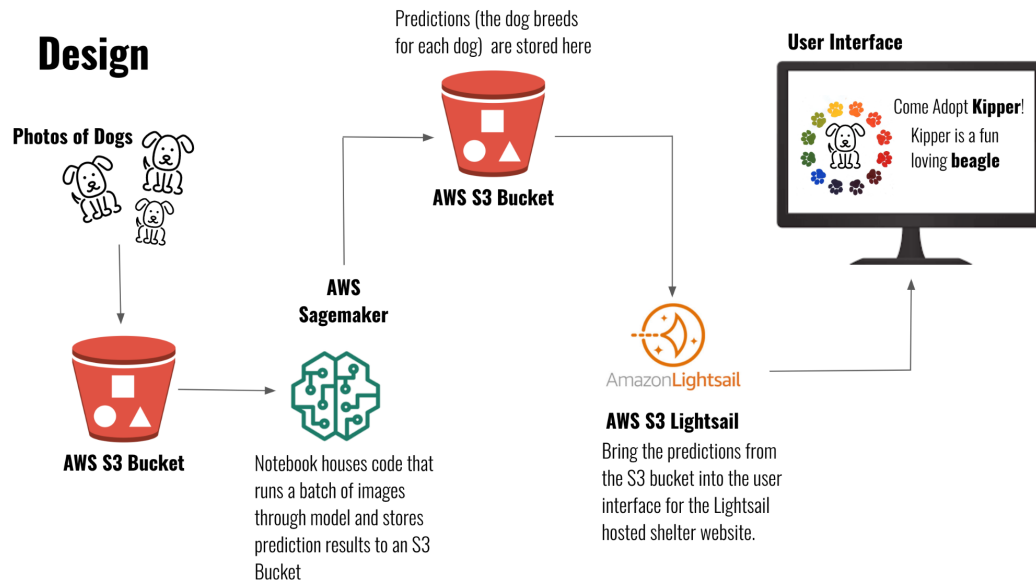 Design
Predictions (the dog breeds
for each dog)  are stored here
User Interface
Photos of Dogs
Come Adopt Kipper!
Kipper is a fun
loving beagle
AWS S3 Bucket
AWS
Sagemaker
AWS S3 Bucket
Notebook houses code that
runs a batch of images
through model and stores
prediction results to an S3
Bucket
AmazonLightsail
AWS S3 Lightsail
Bring the predictions from
the S3 bucket into the user
interface for the Lightsail
hosted shelter website.